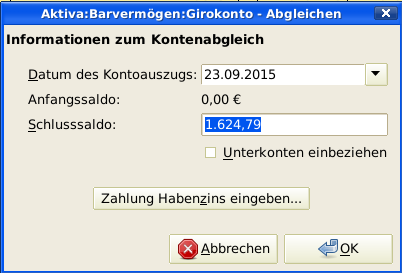 Aktiva:Barvermögen:Girokonto - Abgleichen
Informationen zum Kontenabgleich
Datum des Kontoauszugs: 23.09.2015
Anfangssaldo: 0,00 €
Schlusssaldo: 1.624,79
Unterkonten einbeziehen
Zahlung Habenzins eingeben...
Abbrechen OK